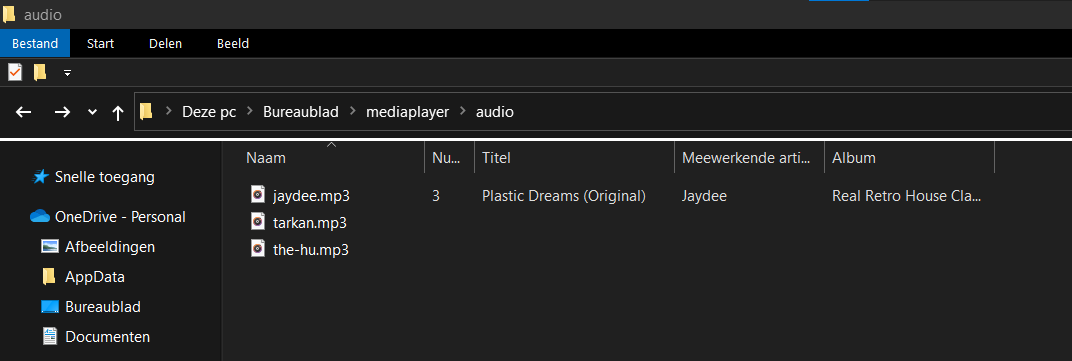 audio
Bestand Start Delen Beeld
Deze pc Bureaublad mediaplayer audio
Naam Nu... Titel Meewerkende arti... Album
Snelle toegang
jaydee.mp3 3 Plastic Dreams (Original) Jaydee Real Retro House Cla...
OneDrive - Personal
tarkan.mp3
Afbeeldingen
the-hu.mp3
AppData
Bureaublad
Documenten